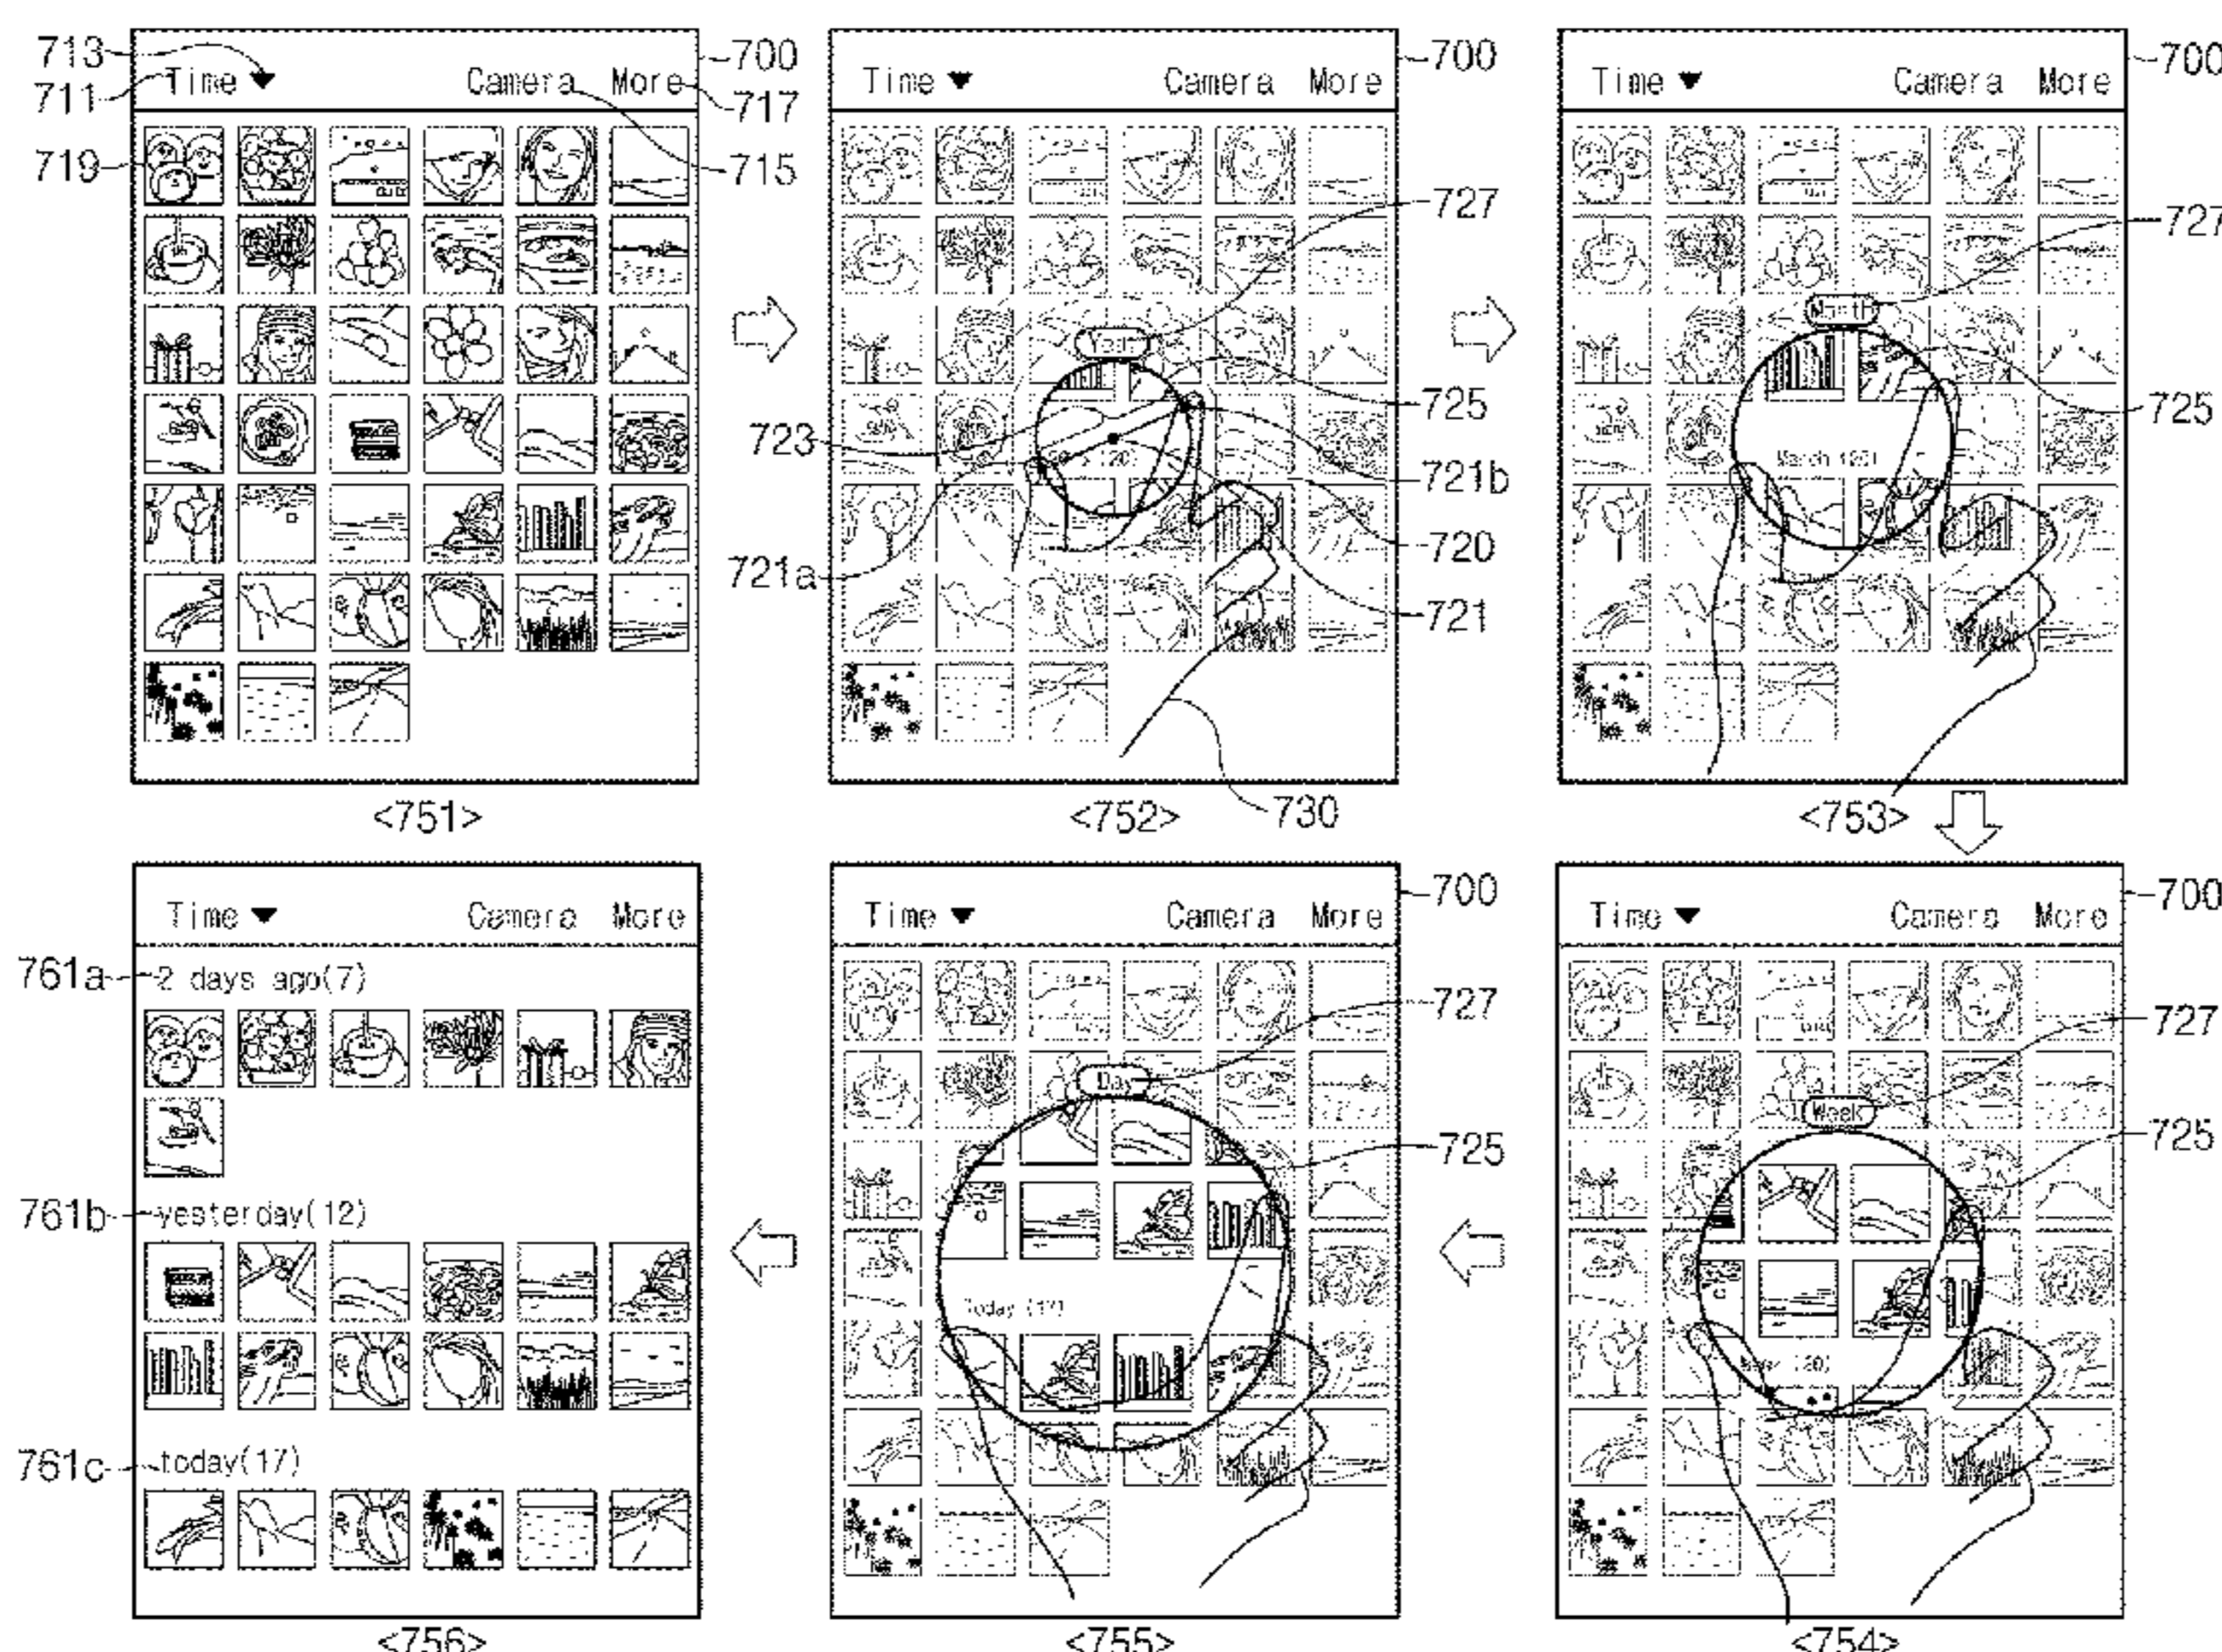 713
711
Time ▼ Camera More
700
717
719
715
<751>
Time ▼ Camera More
700
727
Year
725
723
(20)
721b
720
721a
721
730
<752>
Time ▼ Camera More
700
727
Month
725
March (25)
<753>
Time ▼ Camera More
761a
2 days ago(7)
761b
yesterday(12)
761c
today(17)
<756>
Time ▼ Camera More
700
727
Day
725
Today (17)
<755>
Time ▼ Camera More
700
727
Week
725
(20)
<754>